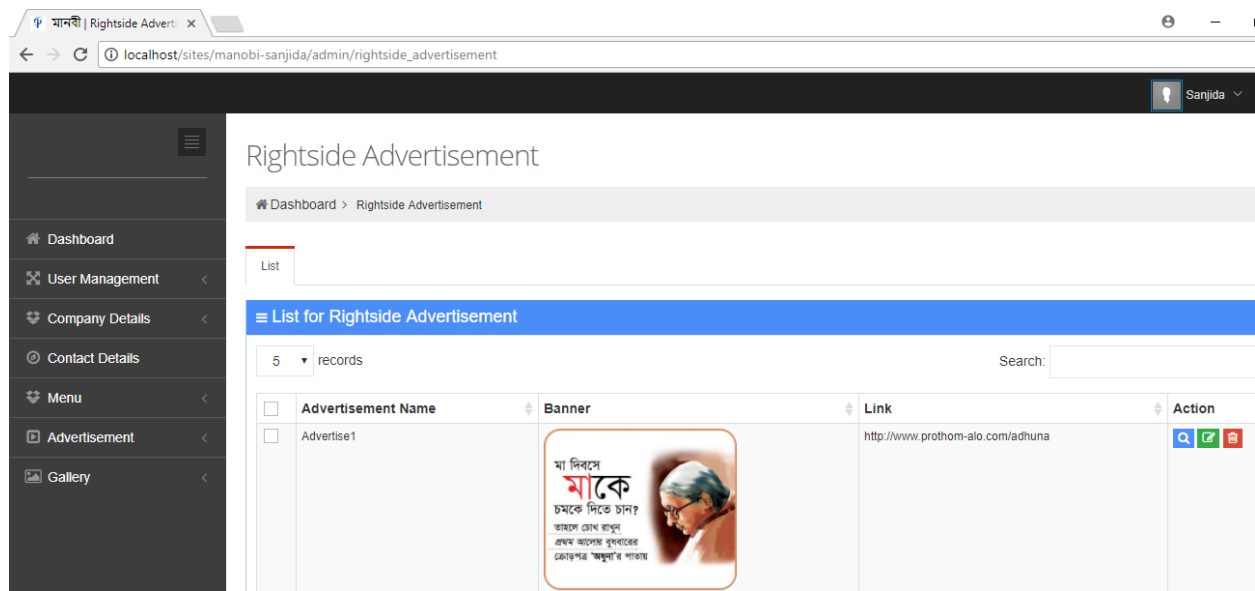 মানবী | Rightside Adverti
localhost/sites/manobi-sanjida/admin/rightside_advertisement
Sanjida
Rightside Advertisement
Dashboard > Rightside Advertisement
Dashboard
User Management
Company Details
Contact Details
Menu
Advertisement
Gallery
List
List for Rightside Advertisement
5 records
Search:
Advertisement Name Banner Link Action
Advertise1
মা দিবসে
মাকে
চমকে দিতে চান?
তাহলে চোখ রাখুন
প্রথম আলোর বুধবারের
ক্রোড়পত্র 'অধুনা'র পাতায়
http://www.prothom-alo.com/adhuna